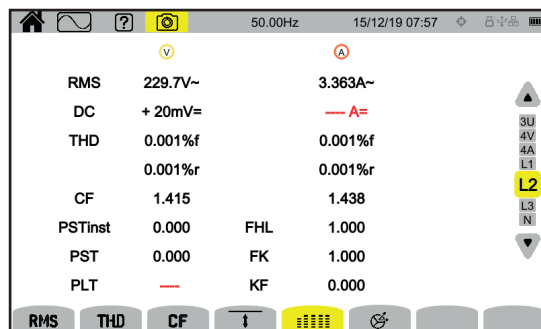 ? 50.00Hz 15/12/19 07:57
V A
RMS 229.7V~ 3.363A~
DC + 20mV= ---- A=
THD 0.001%f 0.001%f
0.001%r 0.001%r
CF 1.415 1.438
PSTinst 0.000 FHL 1.000
PST 0.000 FK 1.000
PLT ---- KF 0.000
3U
4V
4A
L1
L2
L3
N
RMS THD CF